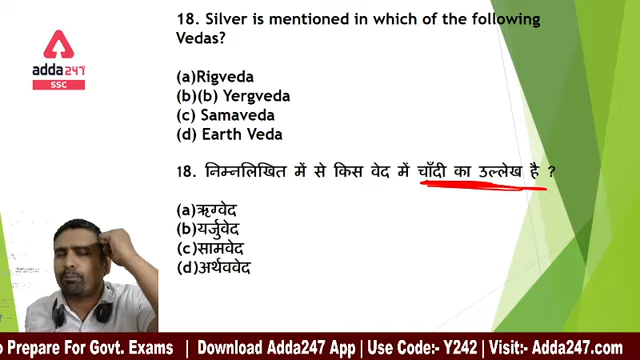 18. Silver is mentioned in which of the following
Vedas?
adda247
SSC
(a)Rigveda
(b)(b) Yergveda
(c) Samaveda
(d) Earth Veda
18. निम्नलिखित में से किस वेद में चाँदी का उल्लेख है ?
(a)ऋग्वेद
(b)यर्जुवेद
(c)सामवेद
(d)अर्थववेद
o Prepare For Govt. Exams | Download Adda247 App | Use Code:- Y242 | Visit:- Adda247.com